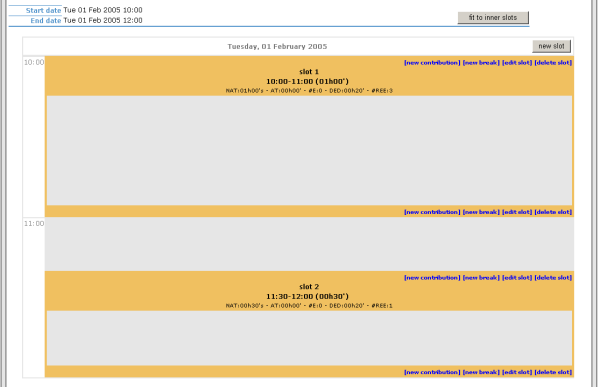 Start date Tue 01 Feb 2005 10:00
End date Tue 01 Feb 2005 12:00
fit to inner slots
Tuesday, 01 February 2005
new slot
10:00
[new contribution] [new break] [edit slot] [delete slot]
slot 1
10:00-11:00 (01h00')
NAT:01h00's - AT:00h00' - #E:0 - DED:00h20' - #REE:3
[new contribution] [new break] [edit slot] [delete slot]
11:00
[new contribution] [new break] [edit slot] [delete slot]
slot 2
11:30-12:00 (00h30')
NAT:00h30's - AT:00h00' - #E:0 - DED:00h20' - #REE:1
[new contribution] [new break] [edit slot] [delete slot]